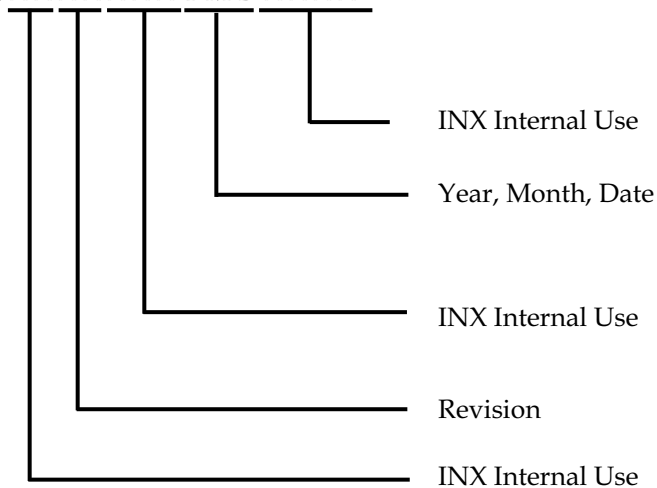 INX Internal Use
Year, Month, Date
INX Internal Use
Revision
INX Internal Use